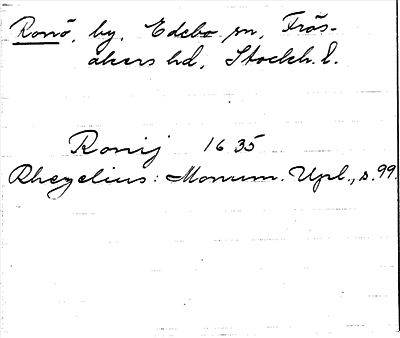 Ronö, by, Edebo sn, Frös-
åkers hd, Stockh. l.
Ronij 1635
Rhezelius: Monum. Upl., s. 99.